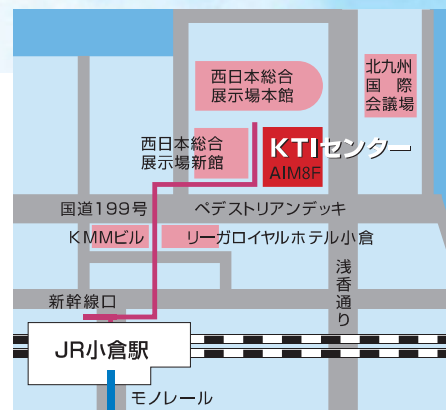 西日本総合
展示場本館
北九州
国際
会議場
西日本総合
展示場新館
KTIセンター
AIM8F
国道199号
ペデストリアンデッキ
KMMビル
リーガロイヤルホテル小倉
浅香通り
新幹線口
JR小倉駅
モノレール